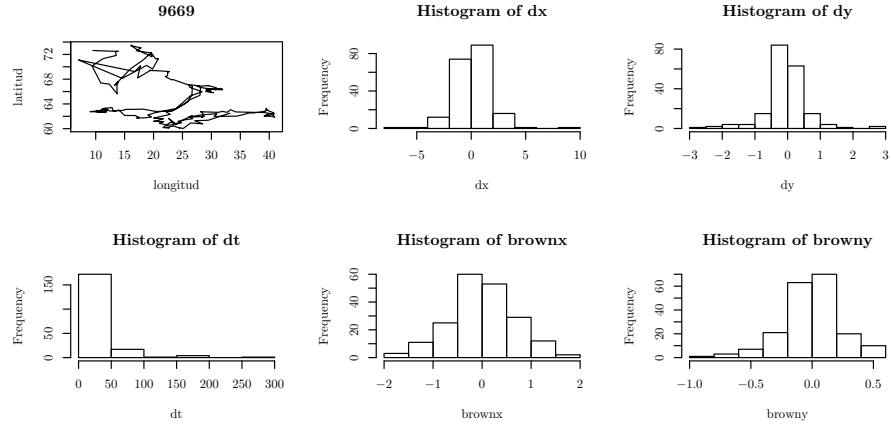 9669
latitud
60 64 68 72
10 15 20 25 30 35 40
longitud
Histogram of dx
Frequency
0 40 80
−5 0 5 10
dx
Histogram of dy
Frequency
0 40 80
−3 −2 −1 0 1 2 3
dy
Histogram of dt
Frequency
0 50 150
0 50 100 150 200 250 300
dt
Histogram of brownx
Frequency
0 20 40 60
−2 −1 0 1 2
brownx
Histogram of browny
Frequency
0 20 40 60
−1.0 −0.5 0.0 0.5
browny